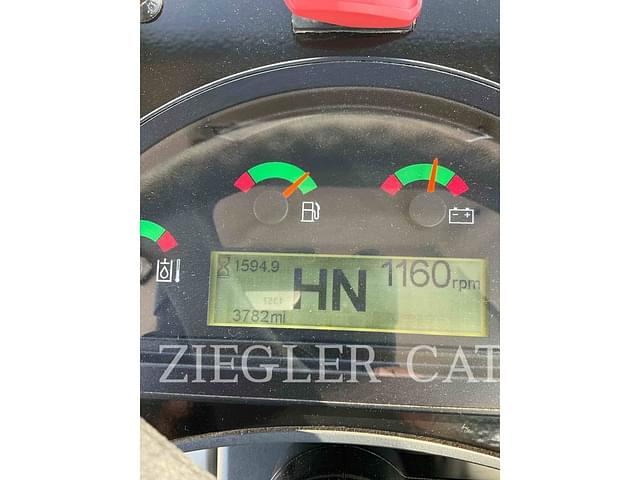 1594.9 HN 1160rpm
3782mi
ZIEGLER CAT